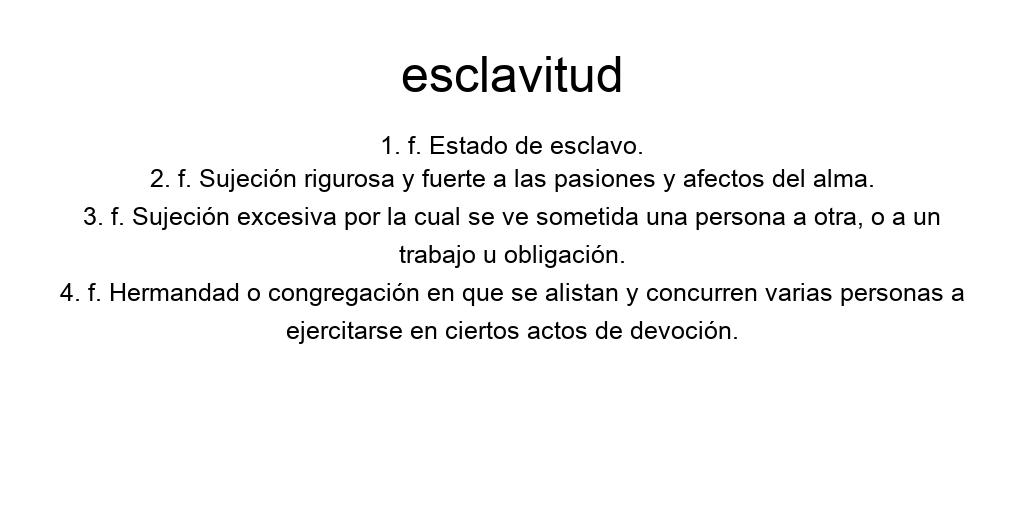 esclavitud
1. f. Estado de esclavo.
2. f. Sujeción rigurosa y fuerte a las pasiones y afectos del alma.
3. f. Sujeción excesiva por la cual se ve sometida una persona a otra, o a un
trabajo u obligación.
4. f. Hermandad o congregación en que se alistan y concurren varias personas a
ejercitarse en ciertos actos de devoción.